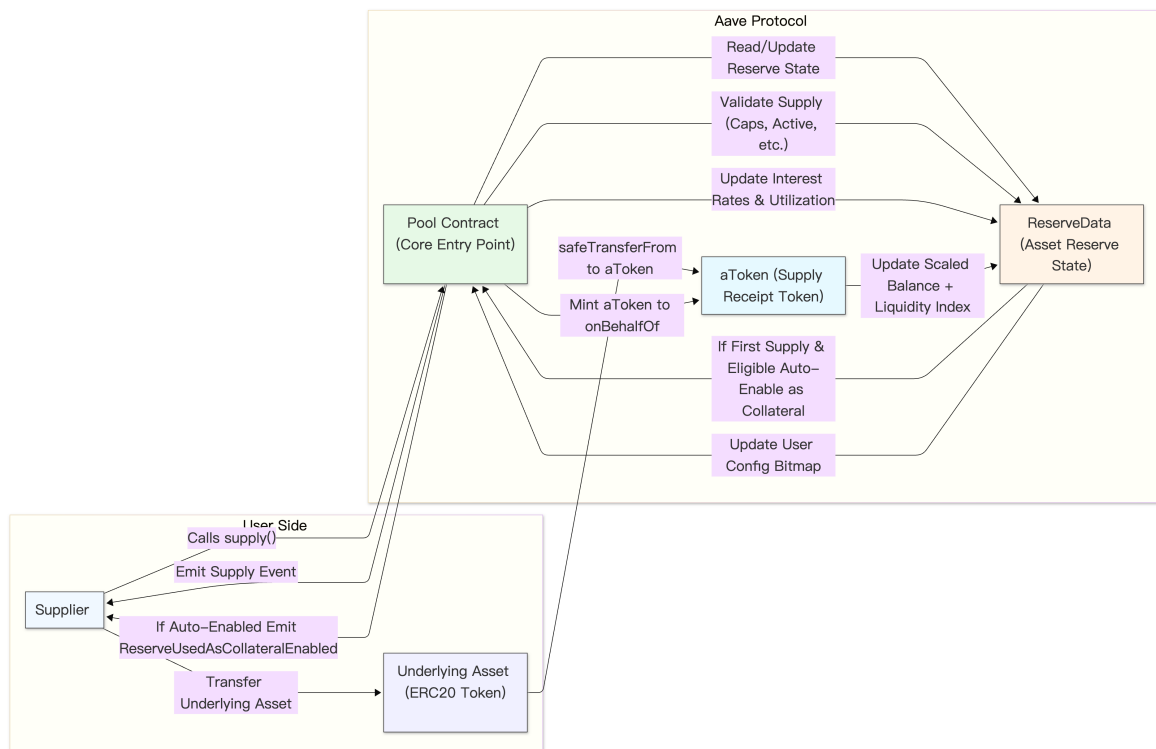 Aave Protocol
Read/Update
Reserve State
Validate Supply
(Caps, Active,
etc.)
Update Interest
Rates & Utilization
Pool Contract
(Core Entry Point)
ReserveData
(Asset Reserve
State)
safeTransferFrom
to aToken
aToken (Supply
Receipt Token)
Update Scaled
Balance +
Liquidity Index
Mint aToken to
onBehalfOf
If First Supply &
Eligible Auto-
Enable as
Collateral
Update User
Config Bitmap
User Side
Calls supply()
Emit Supply Event
Supplier
If Auto-Enabled Emit
ReserveUsedAsCollateralEnabled
Underlying Asset
(ERC20 Token)
Transfer
Underlying Asset